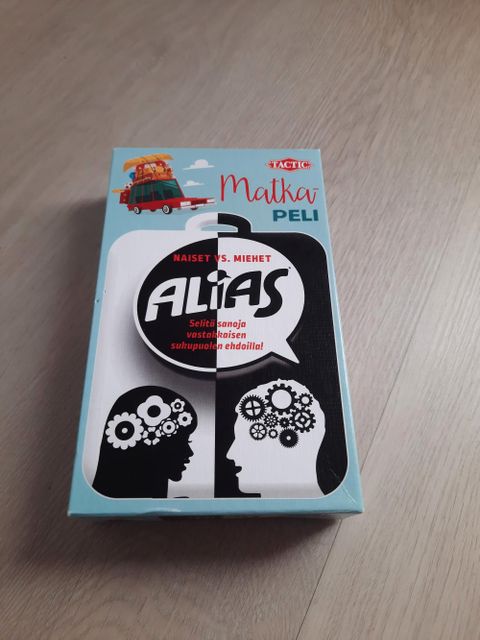 TACTIC
Matka-
PELI
NAISET VS. MIEHET
ALiAS
Selitä sanoja
vastakkaisen
sukupuolen ehdoilla!